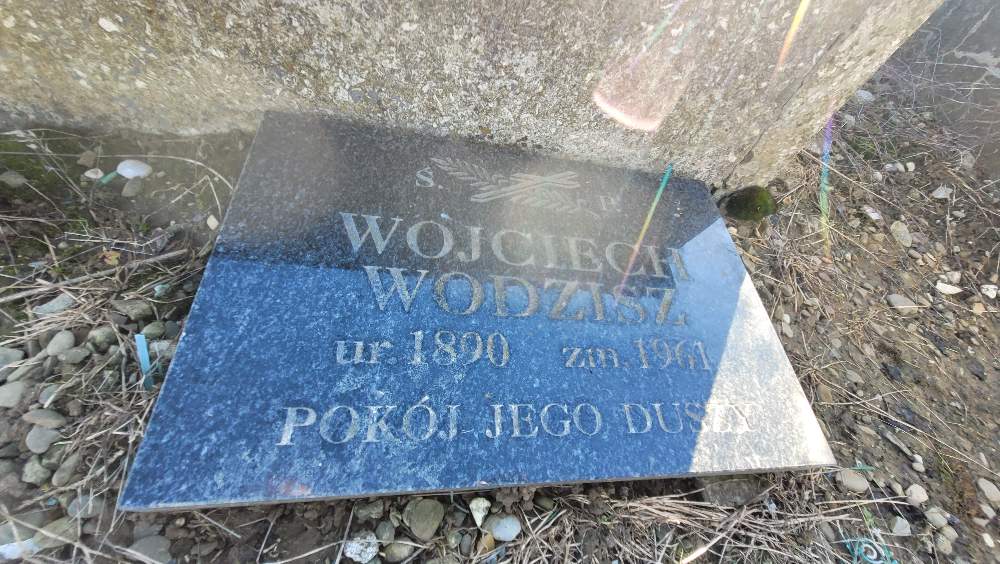 Ś. P.
WOJCIECH
WODZISZ
ur. 1890 zm. 1961
POKÓJ JEGO DUSZY